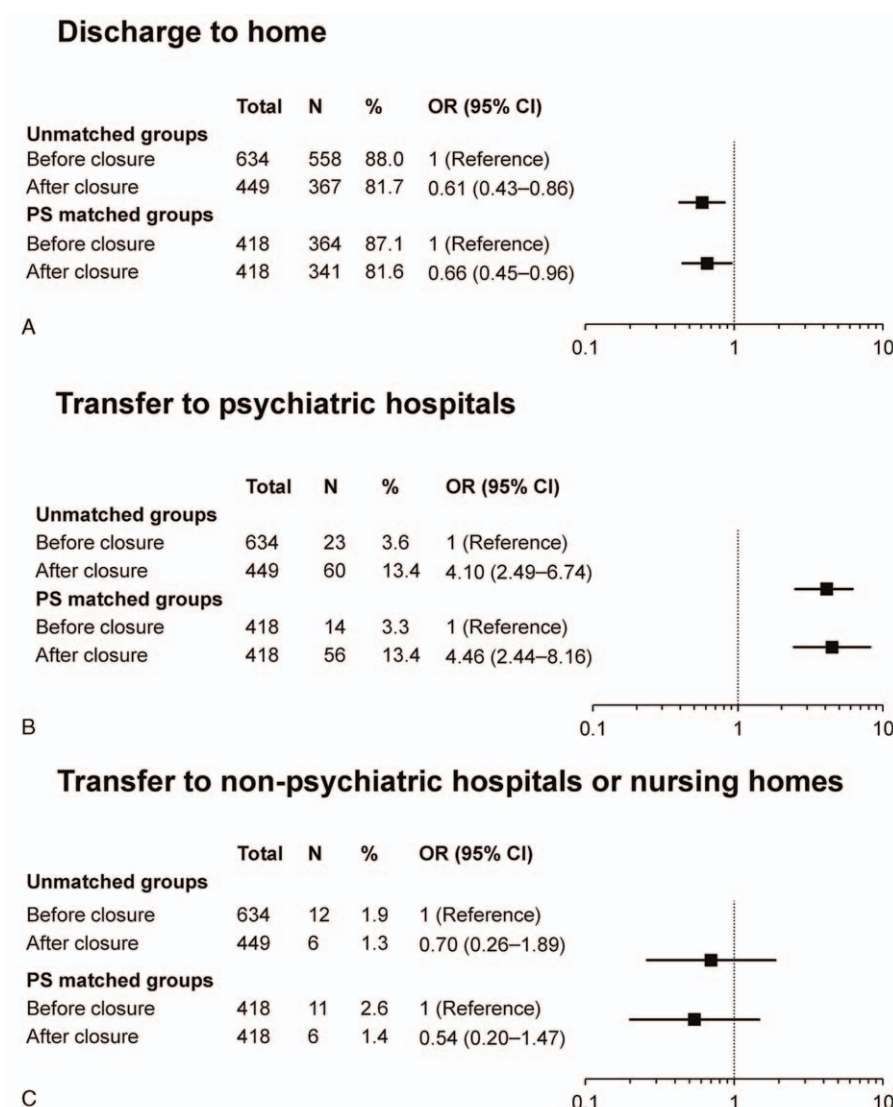 Discharge to home
Total N % OR (95% CI)
Unmatched groups
Before closure 634 558 88.0 1 (Reference)
After closure 449 367 81.7 0.61 (0.43–0.86)
PS matched groups
Before closure 418 364 87.1 1 (Reference)
After closure 418 341 81.6 0.66 (0.45–0.96)
A
0.1 1 10
Transfer to psychiatric hospitals
Total N % OR (95% CI)
Unmatched groups
Before closure 634 23 3.6 1 (Reference)
After closure 449 60 13.4 4.10 (2.49–6.74)
PS matched groups
Before closure 418 14 3.3 1 (Reference)
After closure 418 56 13.4 4.46 (2.44–8.16)
B
0.1 1 10
Transfer to non-psychiatric hospitals or nursing homes
Total N % OR (95% CI)
Unmatched groups
Before closure 634 12 1.9 1 (Reference)
After closure 449 6 1.3 0.70 (0.26–1.89)
PS matched groups
Before closure 418 11 2.6 1 (Reference)
After closure 418 6 1.4 0.54 (0.20–1.47)
C
0.1 1 10